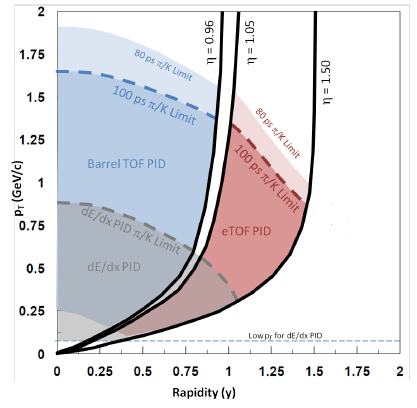 2
1.75
1.5
1.25
1
0.75
0.5
0.25
0
p_T (GeV/c)
0
0.25
0.5
0.75
1
1.25
1.5
1.75
2
Rapidity (y)
η = 0.96
η = 1.05
η = 1.50
80 ps π/K Limit
100 ps π/K Limit
80 ps π/K Limit
100 ps π/K Limit
Barrel TOF PID
dE/dx PID π/K Limit
eTOF PID
dE/dx PID
Low p_T for dE/dx PID